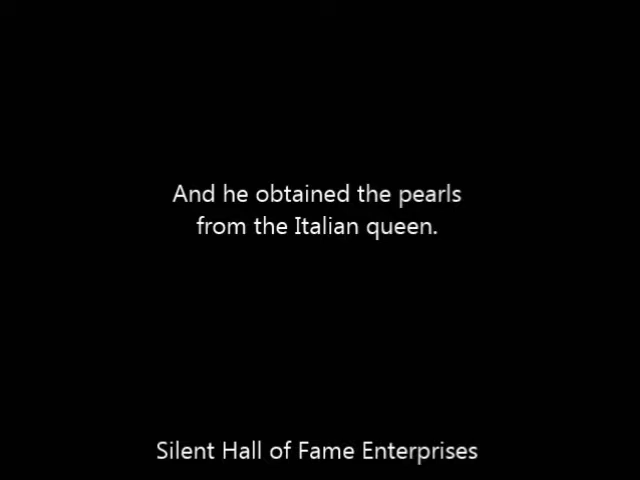 And he obtained the pearls
from the Italian queen.
Silent Hall of Fame Enterprises